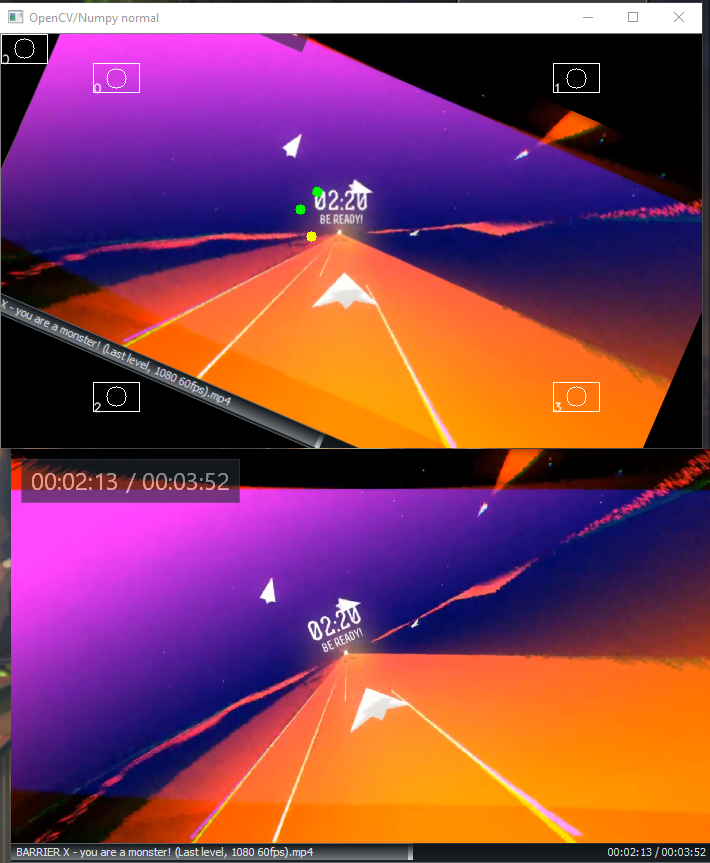 OpenCV/Numpy normal
0
0
1
02:20
BE READY!
X - you are a monster! (Last level, 1080 60fps).mp4
2
3
00:02:13 / 00:03:52
02:20
BE READY!
BARRIER X - you are a monster! (Last level, 1080 60fps).mp4
00:02:13 / 00:03:52